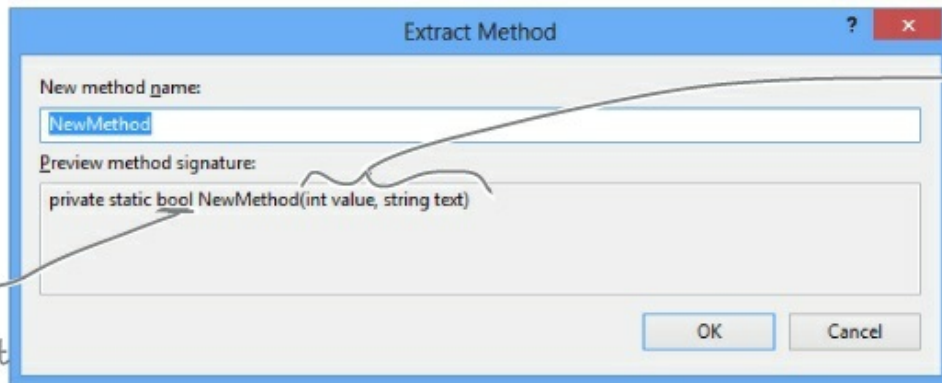 Extract Method
?
New method name:
NewMethod
Preview method signature:
private static bool NewMethod(int value, string text)
OK
Cancel